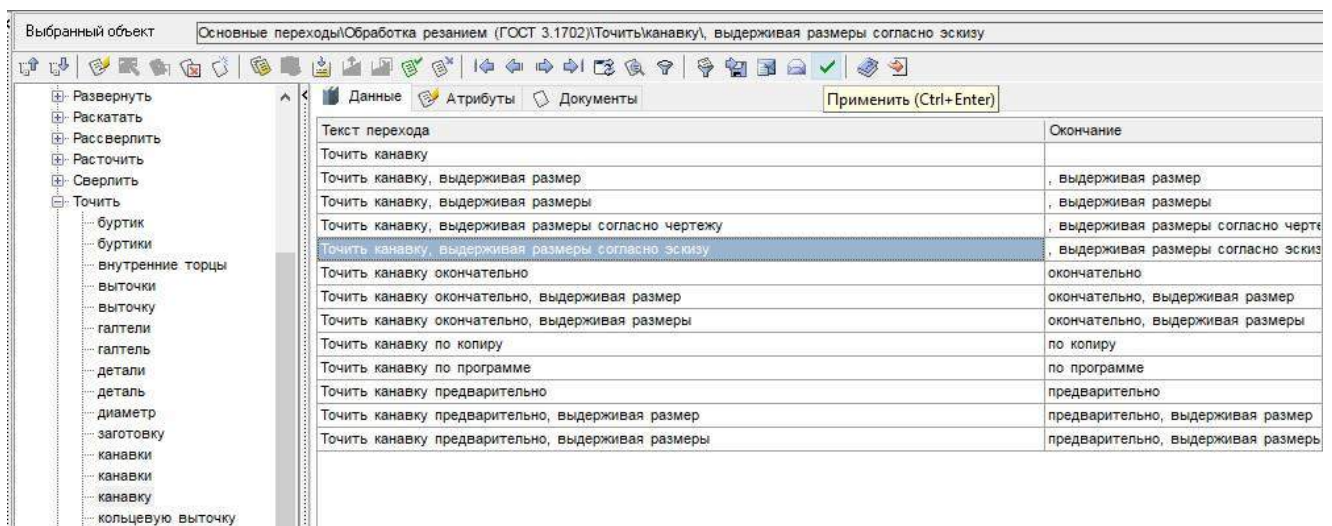 Выбранный объект
Основные переходы\Обработка резанием (ГОСТ 3.1702)\Точить\канавку\, выдерживая размеры согласно эскизу
Развернуть
Раскатать
Рассверлить
Расточить
Сверлить
Точить
буртик
буртики
внутренние торцы
выточки
выточку
галтели
галтель
детали
деталь
диаметр
заготовку
канавки
канавки
канавку
кольцевую выточку
Данные Атрибуты Документы
Применить (Ctrl+Enter)
Текст перехода Окончание
Точить канавку
Точить канавку, выдерживая размер , выдерживая размер
Точить канавку, выдерживая размеры , выдерживая размеры
Точить канавку, выдерживая размеры согласно чертежу , выдерживая размеры согласно черте
Точить канавку, выдерживая размеры согласно эскизу , выдерживая размеры согласно эскиз
Точить канавку окончательно окончательно
Точить канавку окончательно, выдерживая размер окончательно, выдерживая размер
Точить канавку окончательно, выдерживая размеры окончательно, выдерживая размеры
Точить канавку по копиру по копиру
Точить канавку по программе по программе
Точить канавку предварительно предварительно
Точить канавку предварительно, выдерживая размер предварительно, выдерживая размер
Точить канавку предварительно, выдерживая размеры предварительно, выдерживая размеры